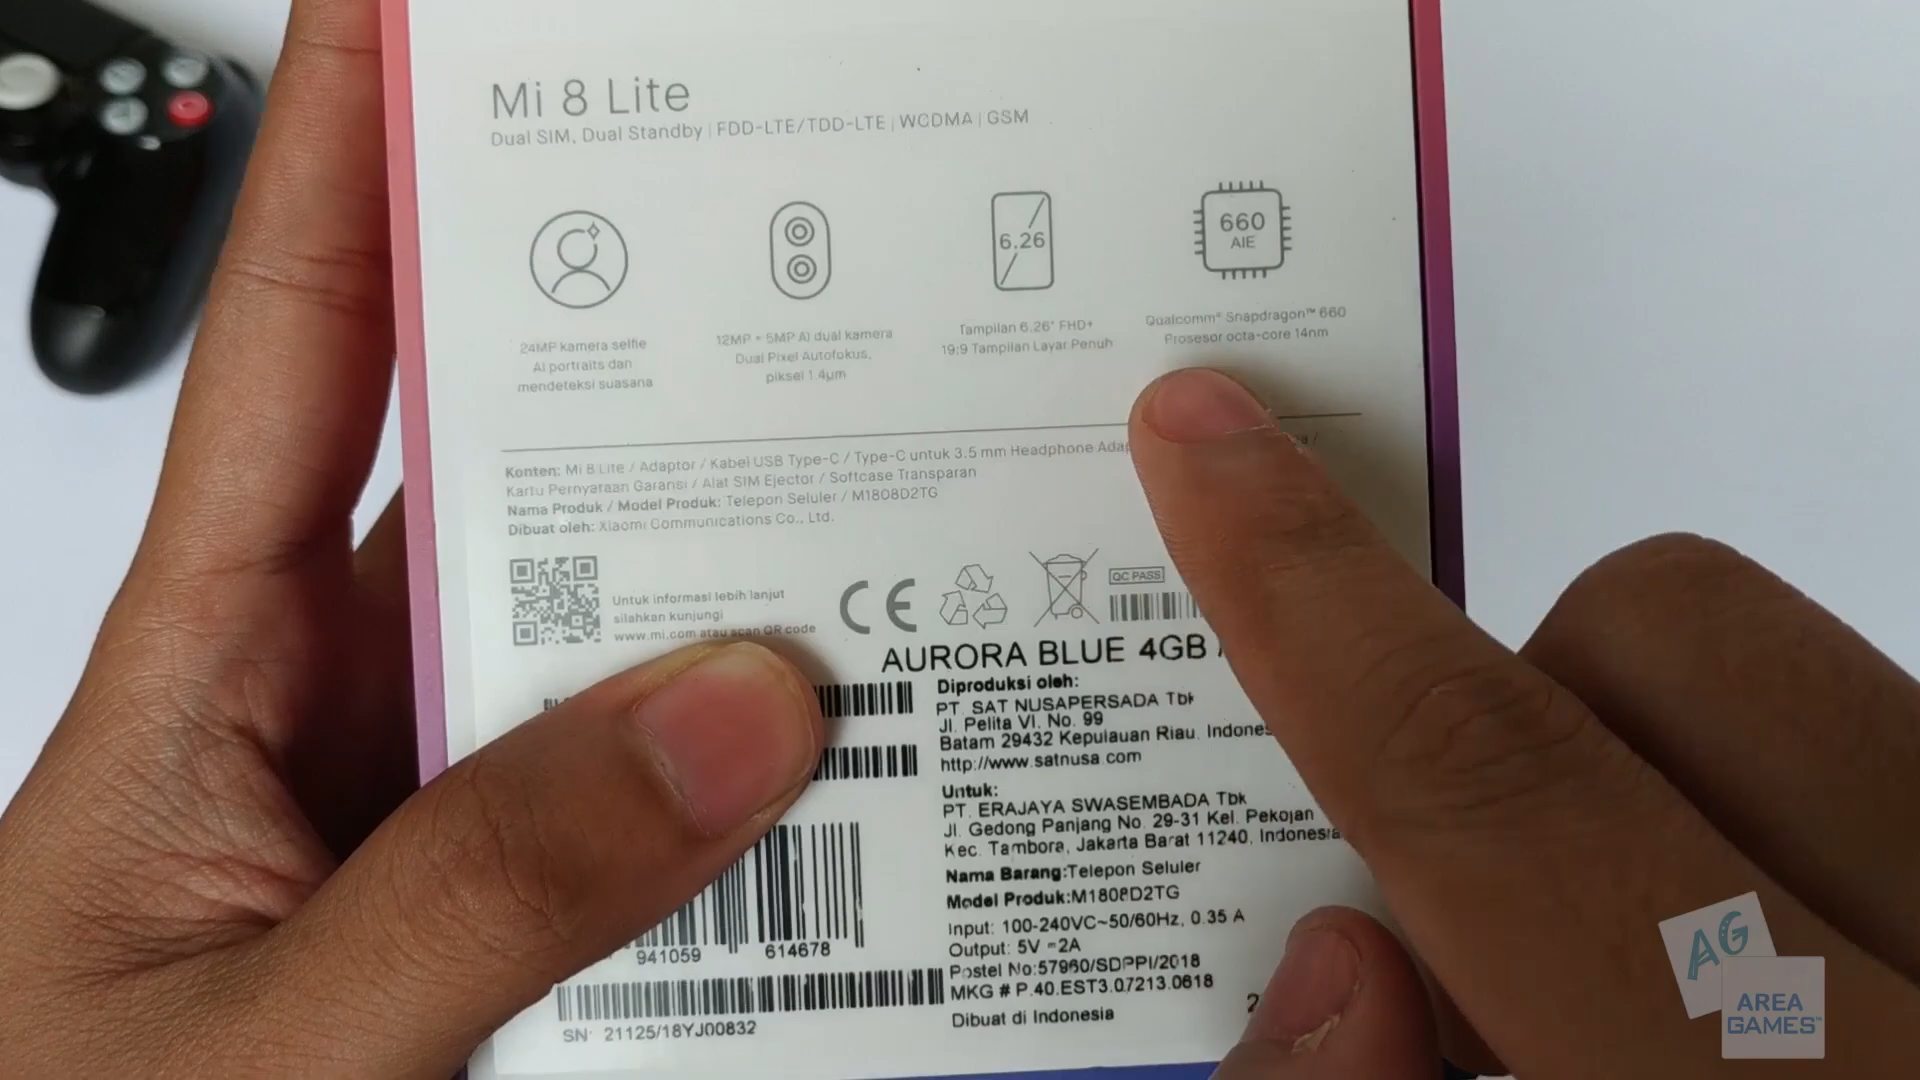 Mi 8 Lite
Dual SIM, Dual Standby | FDD-LTE/TDD-LTE | WCDMA | GSM
6.26
660
AIE
24MP kamera selfie
AI portraits dan
mendeteksi suasana
12MP + 5MP AI dual kamera
Dual Pixel Autofokus,
piksel 1.4μm
Tampilan 6.26" FHD+
19:9 Tampilan Layar Penuh
Qualcomm® Snapdragon™ 660
Prosesor octa-core 14nm
Konten: Mi 8 Lite / Adaptor / Kabel USB Type-C / Type-C untuk 3.5 mm Headphone
Kartu Pernyataan Garansi / Alat SIM Ejector / Softcase Transparan
Nama Produk / Model Produk: Telepon Seluler / M1808D2TG
Dibuat oleh: Xiaomi Communications Co., Ltd.
Untuk informasi lebih lanjut
silahkan kunjungi
www.mi.com atau scan QR code
CE
QC PASS
AURORA BLUE 4GB
Diproduksi oleh:
PT. SAT NUSAPERSADA Tbk
Jl. Pelita VI. No. 99
Batam 29432 Kepulauan Riau.
http://www.satnusa.com
Untuk:
PT. ERAJAYA SWASEMBADA Tbk
Jl. Gedong Panjang No. 29-31 Kel. Pekojan
Kec. Tambora, Jakarta Barat 11240, Indonesia
Nama Barang:Telepon Seluler
Model Produk:M1808D2TG
Input: 100-240VC~50/60Hz, 0.35 A
Output: 5V=2A
Postel No:57960/SDPPI/2018
MKG # P.40.EST3.07213.0618
Dibuat di Indonesia
941059 614678
SN: 21125/18YJ00832
AG
AREA
GAMES™